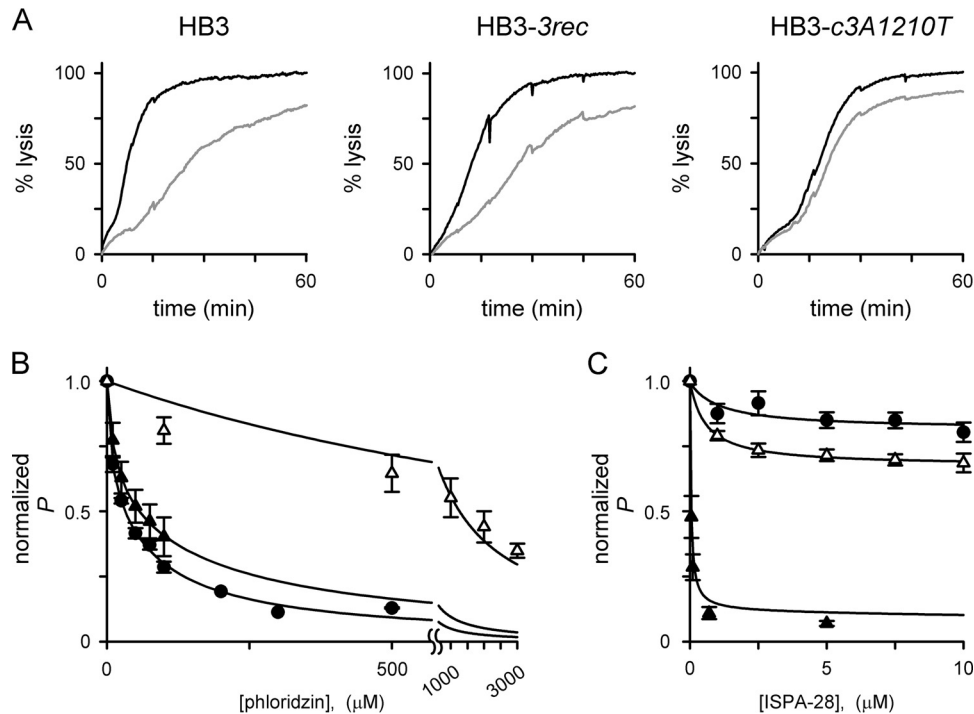 A
HB3
HB3-3rec
HB3-c3A1210T
% lysis
100
50
0
0
60
time (min)
% lysis
100
50
0
0
60
time (min)
% lysis
100
50
0
0
60
time (min)
B
normalized
P
1.0
0.5
0
0
500
1000
3000
[phloridzin], (μM)
C
normalized
P
1.0
0.5
0
0
5
10
[ISPA-28], (μM)